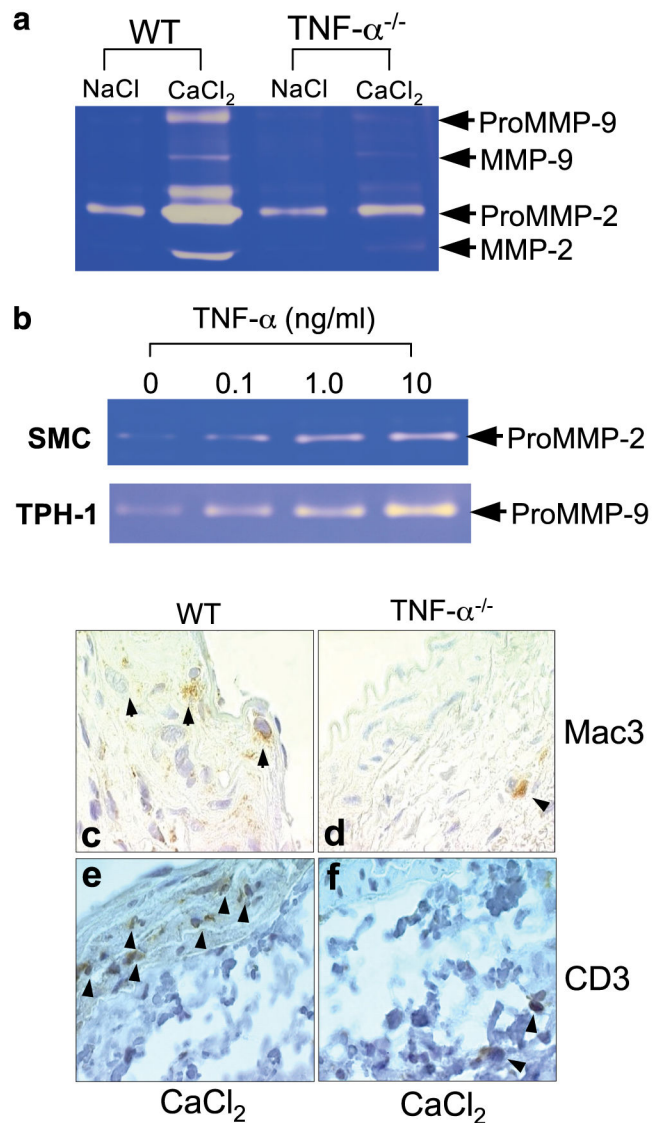 a
WT TNF-α-/-
NaCl CaCl2 NaCl CaCl2
ProMMP-9
MMP-9
ProMMP-2
MMP-2
b
TNF-α (ng/ml)
0 0.1 1.0 10
SMC ProMMP-2
TPH-1 ProMMP-9
WT TNF-α-/-
Mac3
c d
e f
CD3
CaCl2 CaCl2